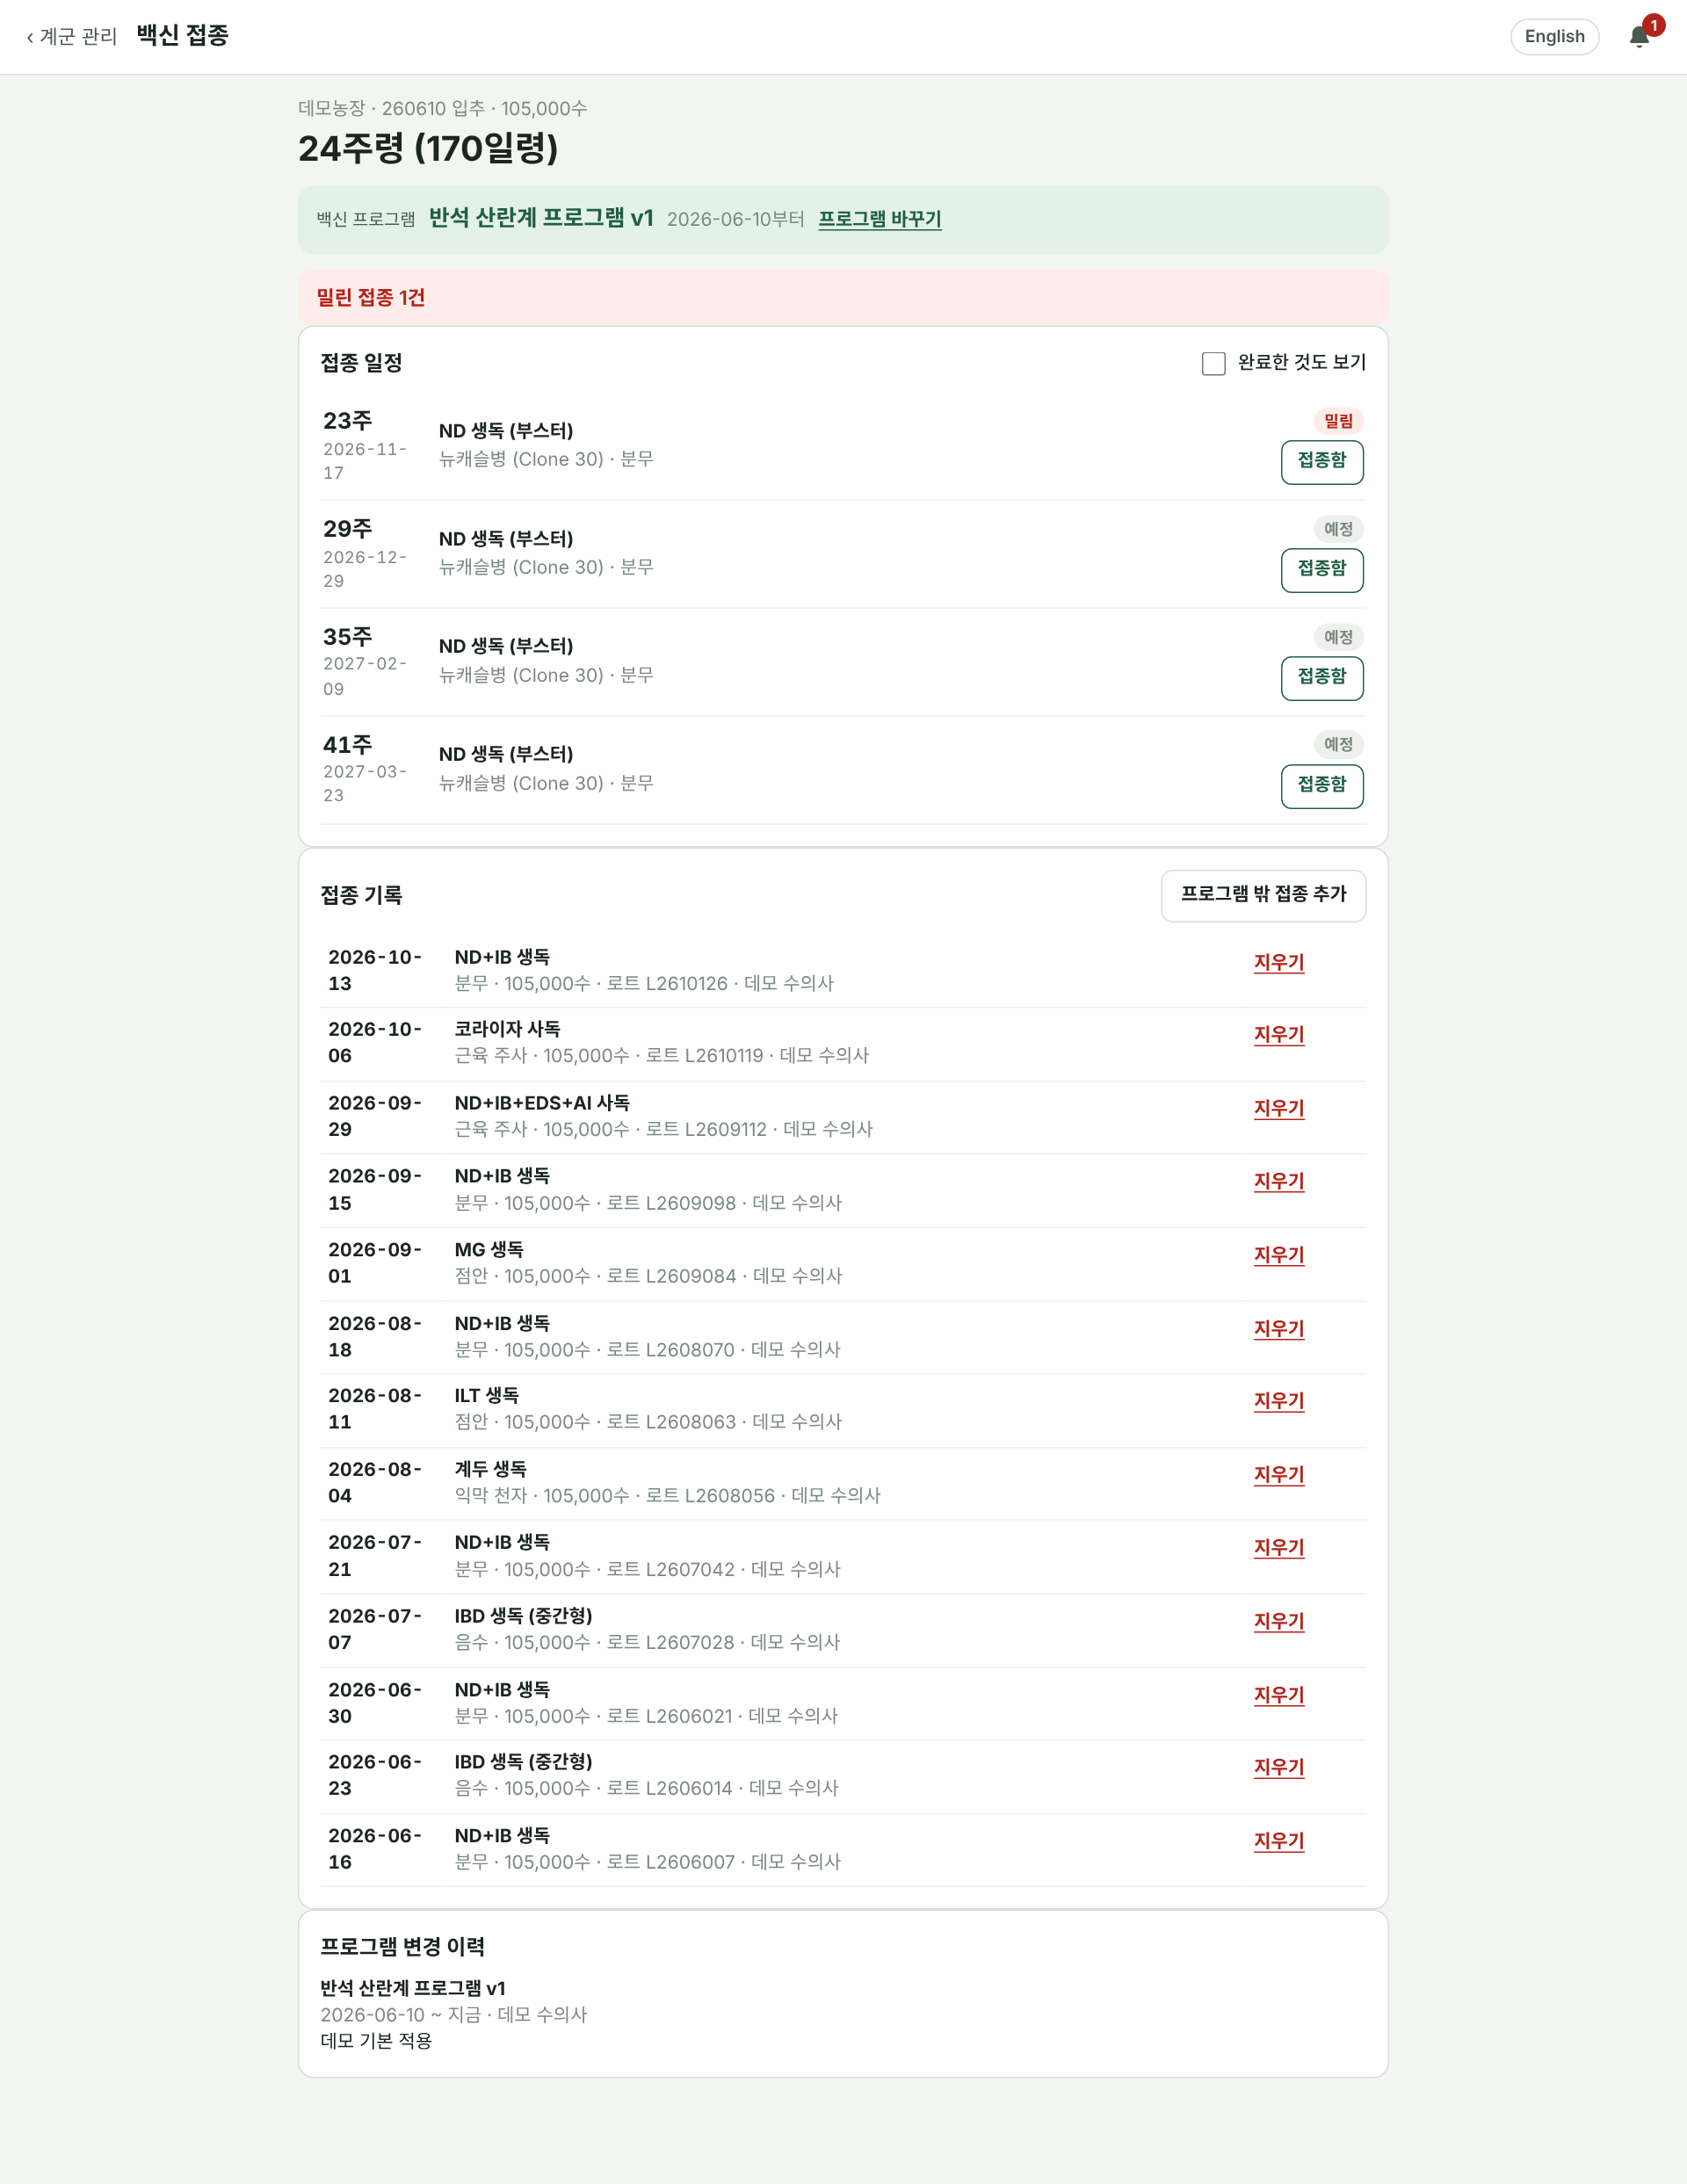 ‹ 계군 관리 백신 접종 English 1
데모농장 · 260610 입추 · 105,000수
24주령 (170일령)
백신 프로그램 반석 산란계 프로그램 v1 2026-06-10부터 프로그램 바꾸기
밀린 접종 1건
접종 일정 완료한 것도 보기
23주
2026-11-
17
ND 생독 (부스터)
뉴캐슬병 (Clone 30) · 분무
밀림
접종함
29주
2026-12-
29
ND 생독 (부스터)
뉴캐슬병 (Clone 30) · 분무
예정
접종함
35주
2027-02-
09
ND 생독 (부스터)
뉴캐슬병 (Clone 30) · 분무
예정
접종함
41주
2027-03-
23
ND 생독 (부스터)
뉴캐슬병 (Clone 30) · 분무
예정
접종함
접종 기록 프로그램 밖 접종 추가
2026-10-
13
ND+IB 생독
분무 · 105,000수 · 로트 L2610126 · 데모 수의사
지우기
2026-10-
06
코라이자 사독
근육 주사 · 105,000수 · 로트 L2610119 · 데모 수의사
지우기
2026-09-
29
ND+IB+EDS+AI 사독
근육 주사 · 105,000수 · 로트 L2609112 · 데모 수의사
지우기
2026-09-
15
ND+IB 생독
분무 · 105,000수 · 로트 L2609098 · 데모 수의사
지우기
2026-09-
01
MG 생독
점안 · 105,000수 · 로트 L2609084 · 데모 수의사
지우기
2026-08-
18
ND+IB 생독
분무 · 105,000수 · 로트 L2608070 · 데모 수의사
지우기
2026-08-
11
ILT 생독
점안 · 105,000수 · 로트 L2608063 · 데모 수의사
지우기
2026-08-
04
계두 생독
익막 천자 · 105,000수 · 로트 L2608056 · 데모 수의사
지우기
2026-07-
21
ND+IB 생독
분무 · 105,000수 · 로트 L2607042 · 데모 수의사
지우기
2026-07-
07
IBD 생독 (중간형)
음수 · 105,000수 · 로트 L2607028 · 데모 수의사
지우기
2026-06-
30
ND+IB 생독
분무 · 105,000수 · 로트 L2606021 · 데모 수의사
지우기
2026-06-
23
IBD 생독 (중간형)
음수 · 105,000수 · 로트 L2606014 · 데모 수의사
지우기
2026-06-
16
ND+IB 생독
분무 · 105,000수 · 로트 L2606007 · 데모 수의사
지우기
프로그램 변경 이력
반석 산란계 프로그램 v1
2026-06-10 ~ 지금 · 데모 수의사
데모 기본 적용